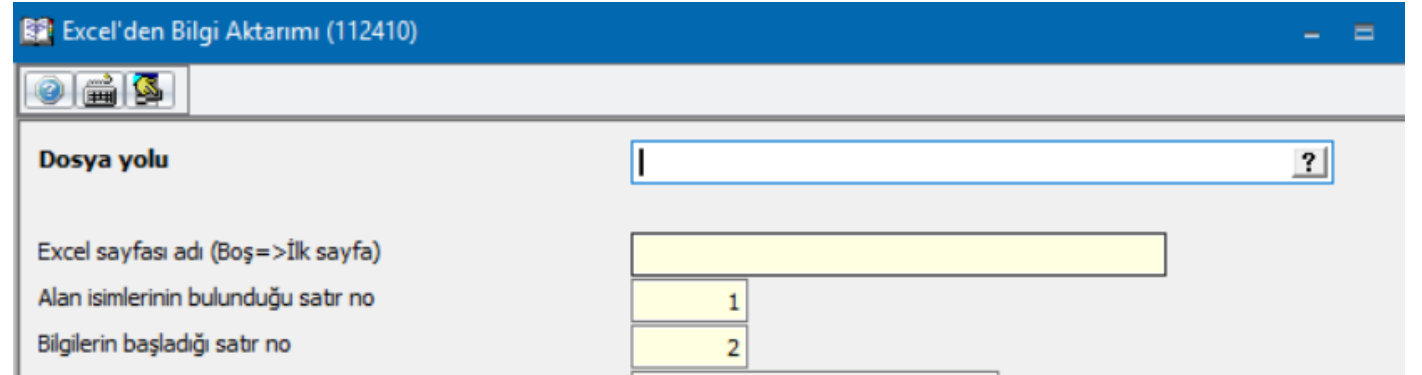 Excel'den Bilgi Aktarımı (112410)
Dosya yolu ?
Excel sayfası adı (Boş=>İlk sayfa)
Alan isimlerinin bulunduğu satır no 1
Bilgilerin başladığı satır no 2